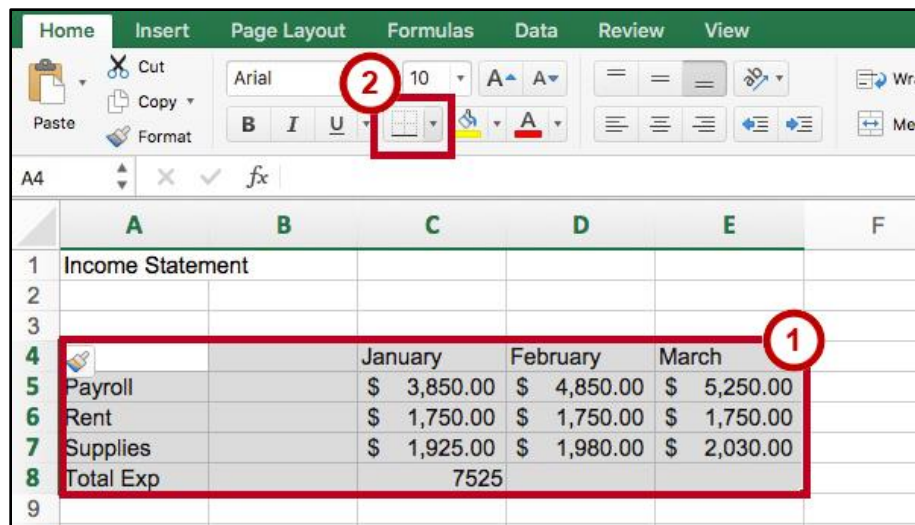 Home Insert Page Layout Formulas Data Review View
Cut
Copy
Format
Paste
Arial 10 A A
B I U A
2
Wr
Me
A4 fx
A B C D E F
1 Income Statement
2
3
1
4 January February March
5 Payroll $ 3,850.00 $ 4,850.00 $ 5,250.00
6 Rent $ 1,750.00 $ 1,750.00 $ 1,750.00
7 Supplies $ 1,925.00 $ 1,980.00 $ 2,030.00
8 Total Exp 7525
9